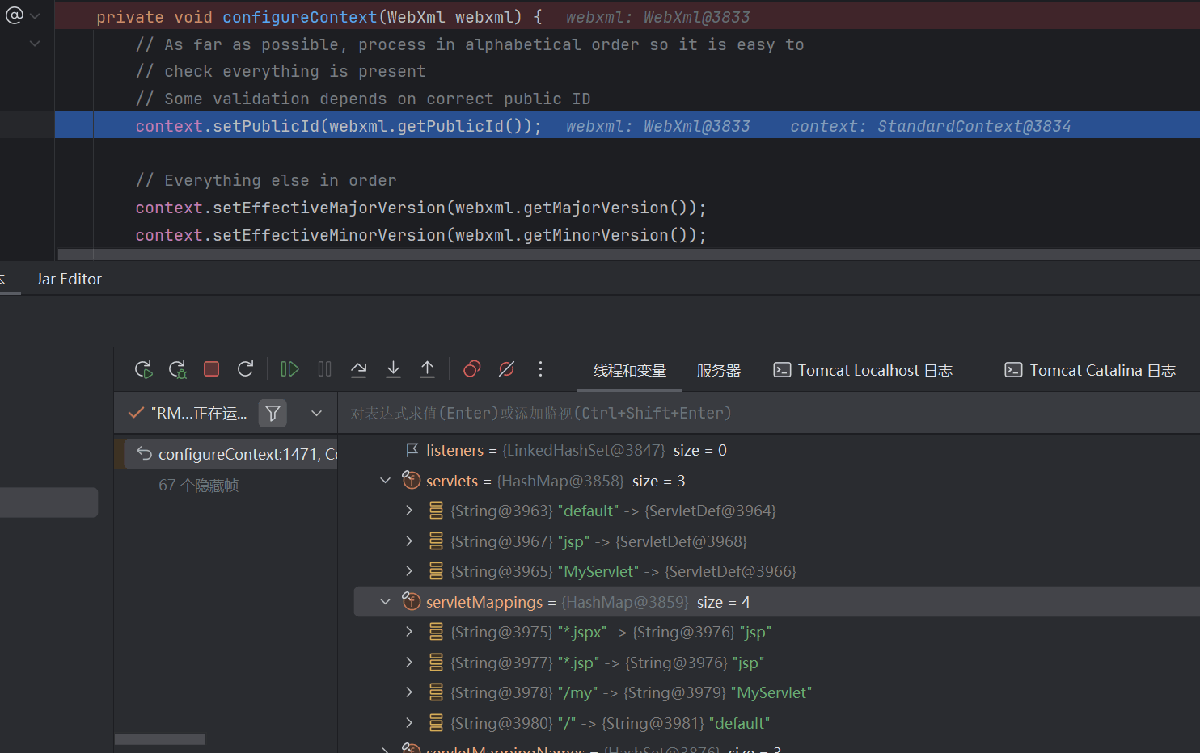 @
private void configureContext(WebXml webxml) {   webxml: WebXml@3833
// As far as possible, process in alphabetical order so it is easy to
// check everything is present
// Some validation depends on correct public ID
context.setPublicId(webxml.getPublicId());   webxml: WebXml@3833    context: StandardContext@3834
// Everything else in order
context.setEffectiveMajorVersion(webxml.getMajorVersion());
context.setEffectiveMinorVersion(webxml.getMinorVersion());
Jar Editor
线程和变量 服务器 Tomcat Localhost 日志 Tomcat Catalina 日志
"RM...正在运... 对表达式求值(Enter)或添加监视(Ctrl+Shift+Enter)
configureContext:1471, Co
67 个隐藏帧
listeners = {LinkedHashSet@3847} size = 0
servlets = {HashMap@3858} size = 3
{String@3963} "default" -> {ServletDef@3964}
{String@3967} "jsp" -> {ServletDef@3968}
{String@3965} "MyServlet" -> {ServletDef@3966}
servletMappings = {HashMap@3859} size = 4
{String@3975} "*.jspx" -> {String@3976} "jsp"
{String@3977} "*.jsp" -> {String@3976} "jsp"
{String@3978} "/my" -> {String@3979} "MyServlet"
{String@3980} "/" -> {String@3981} "default"
servletMappingNames = {HashSet@3876} size = 3